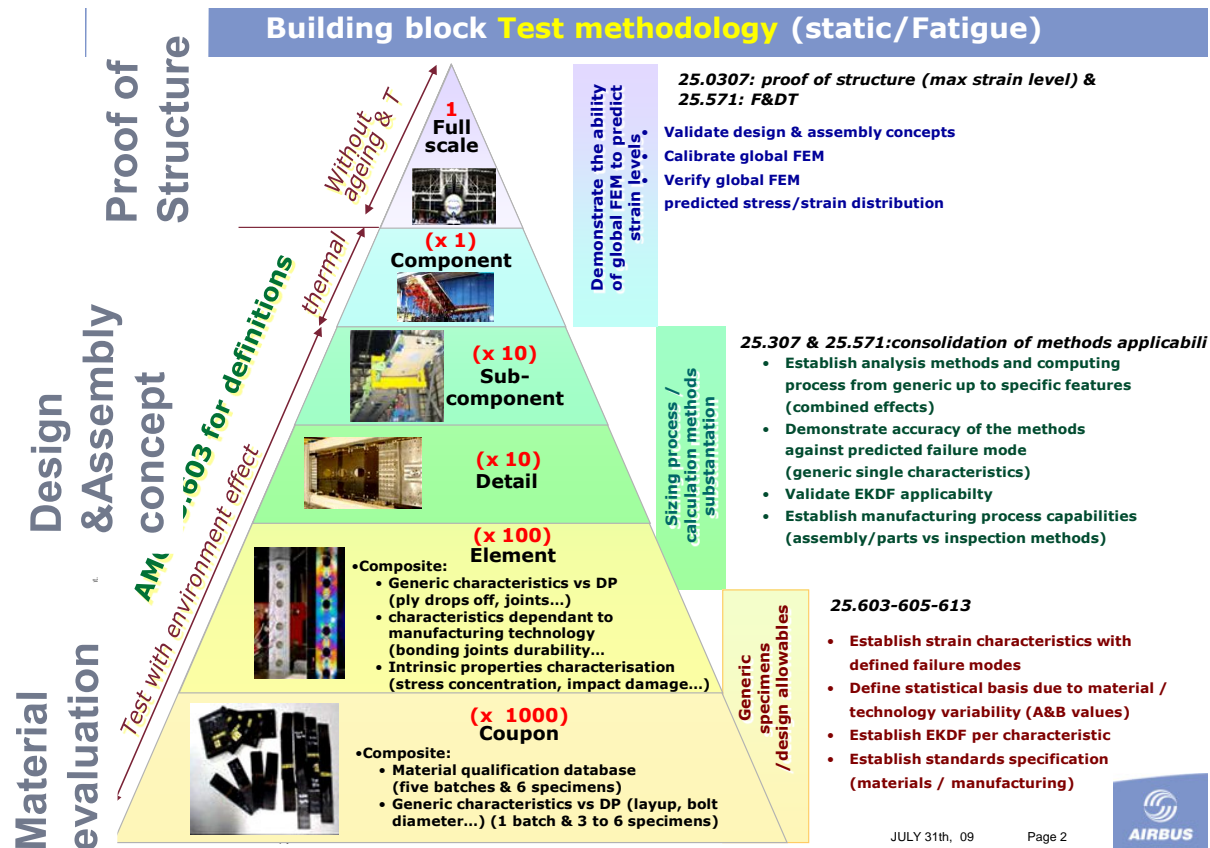 Building block Test methodology (static/Fatigue)
Proof of
Structure
Design
&Assembly
concept
Material
evaluation
Without
ageing & T
thermal
Test with environment effect
.603 for definitions
1
Full
scale
(x 1)
Component
(x 10)
Sub-
component
(x 10)
Detail
(x 100)
Element
•Composite:
• Generic characteristics vs DP
(ply drops off, joints...)
• characteristics dependant to
manufacturing technology
(bonding joints durability...
• Intrinsic properties characterisation
(stress concentration, impact damage...)
(x 1000)
Coupon
•Composite:
• Material qualification database
(five batches & 6 specimens)
• Generic characteristics vs DP (layup, bolt
diameter...) (1 batch & 3 to 6 specimens)
Demonstrate the ability
of global FEM to predict
strain levels
25.0307: proof of structure (max strain level) &
25.571: F&DT
• Validate design & assembly concepts
• Calibrate global FEM
• Verify global FEM
predicted stress/strain distribution
Sizing process /
calculation methods
substantation
25.307 & 25.571:consolidation of methods applicabili
• Establish analysis methods and computing
process from generic up to specific features
(combined effects)
• Demonstrate accuracy of the methods
against predicted failure mode
(generic single characteristics)
• Validate EKDF applicabilty
• Establish manufacturing process capabilities
(assembly/parts vs inspection methods)
Generic
specimens
/design allowables
25.603-605-613
• Establish strain characteristics with
defined failure modes
• Define statistical basis due to material /
technology variability (A&B values)
• Establish EKDF per characteristic
• Establish standards specification
(materials / manufacturing)
JULY 31th, 09
Page 2
AIRBUS